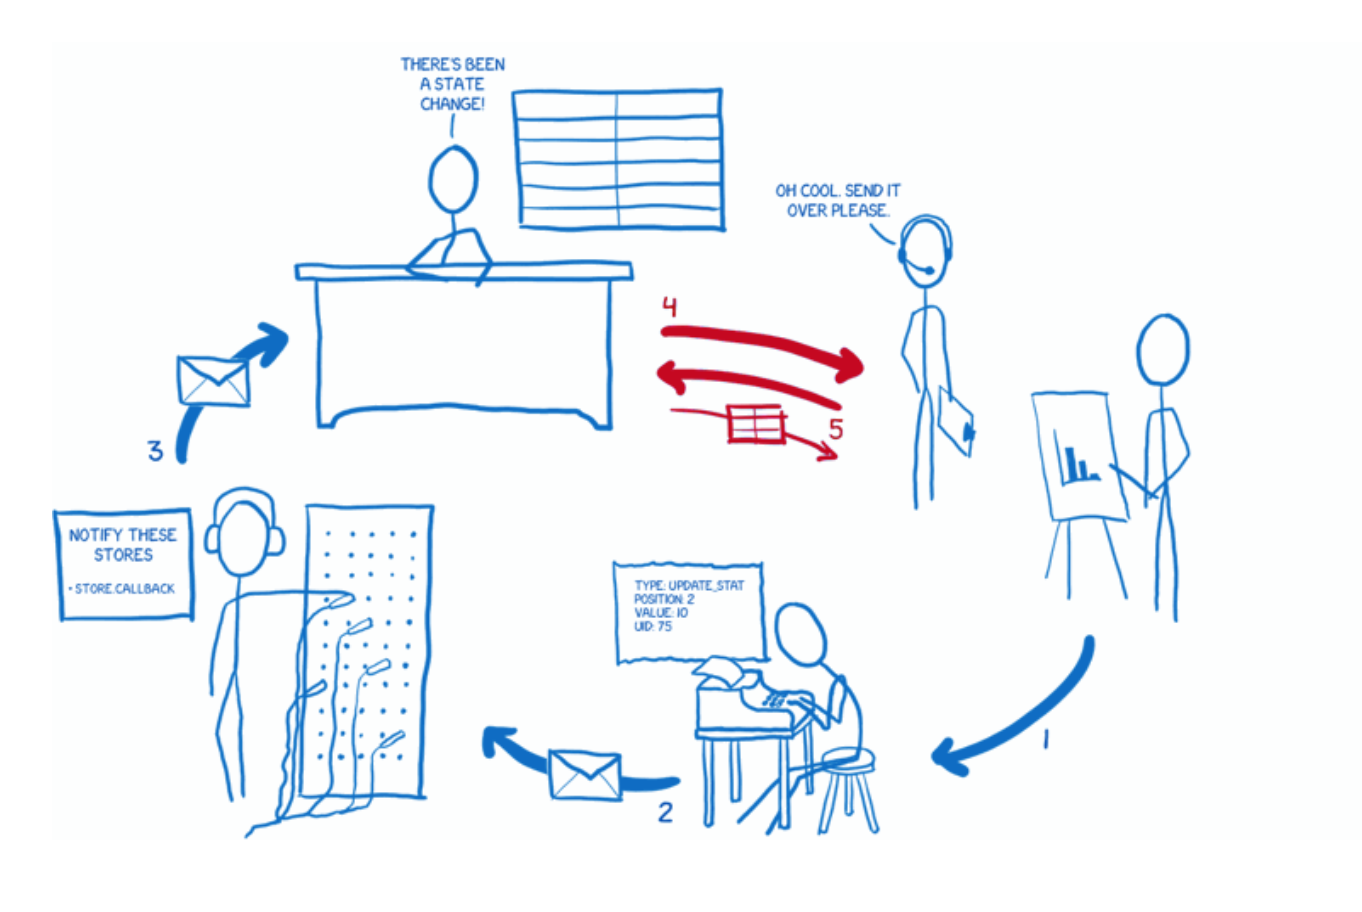 THERE'S BEEN
A STATE
CHANGE!
OH COOL. SEND IT
OVER PLEASE.
4
5
3
NOTIFY THESE
STORES
• STORE.CALLBACK
TYPE: UPDATE_STAT
POSITION: 2
VALUE: 10
UID: 75
1
2